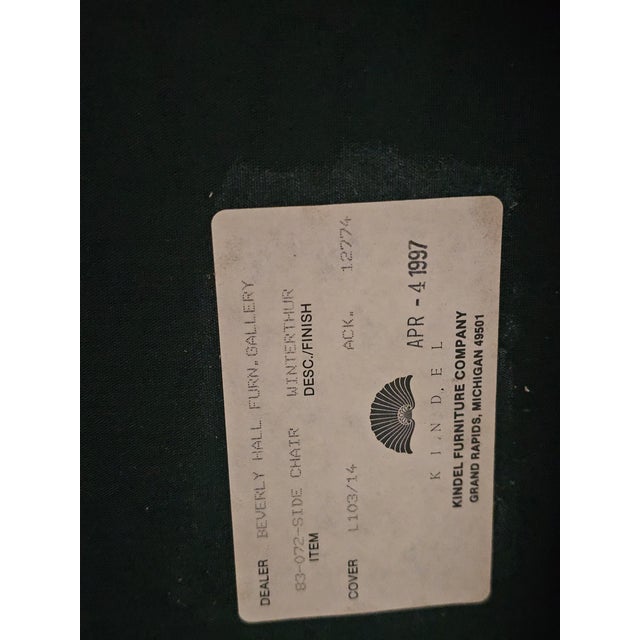 DEALER BEVERLY HALL FURN.GALLERY
83-072-SIDE CHAIR WINTERTHUR
ITEM DESC./FINISH
COVER L103/14 ACK. 12774
APR - 4 1997
KINDEL
KINDEL FURNITURE COMPANY
GRAND RAPIDS, MICHIGAN 49501